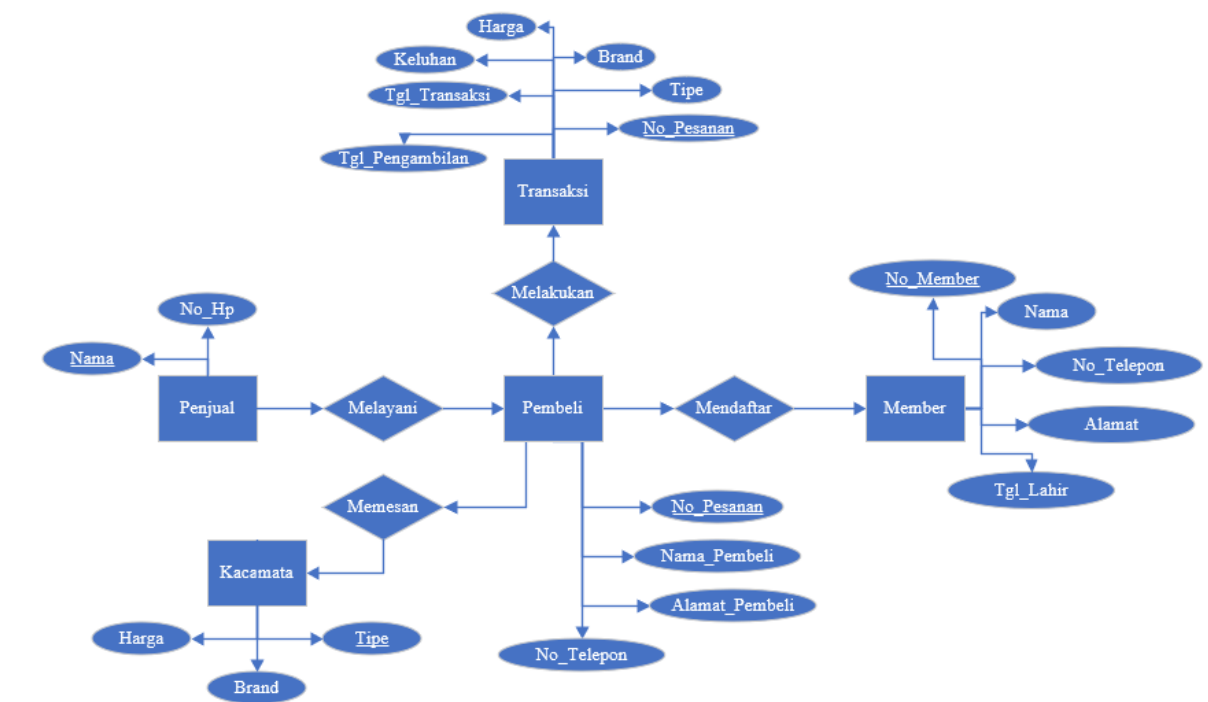 Harga
Keluhan
Brand
Tgl_Transaksi
Tipe
No_Pesanan
Tgl_Pengambilan
Transaksi
Melakukan
No_Member
No_Hp
Nama
Nama
No_Telepon
Penjual
Melayani
Pembeli
Mendaftar
Member
Alamat
Tgl_Lahir
Memesan
No_Pesanan
Nama_Pembeli
Kacamata
Alamat_Pembeli
Harga
Tipe
No_Telepon
Brand